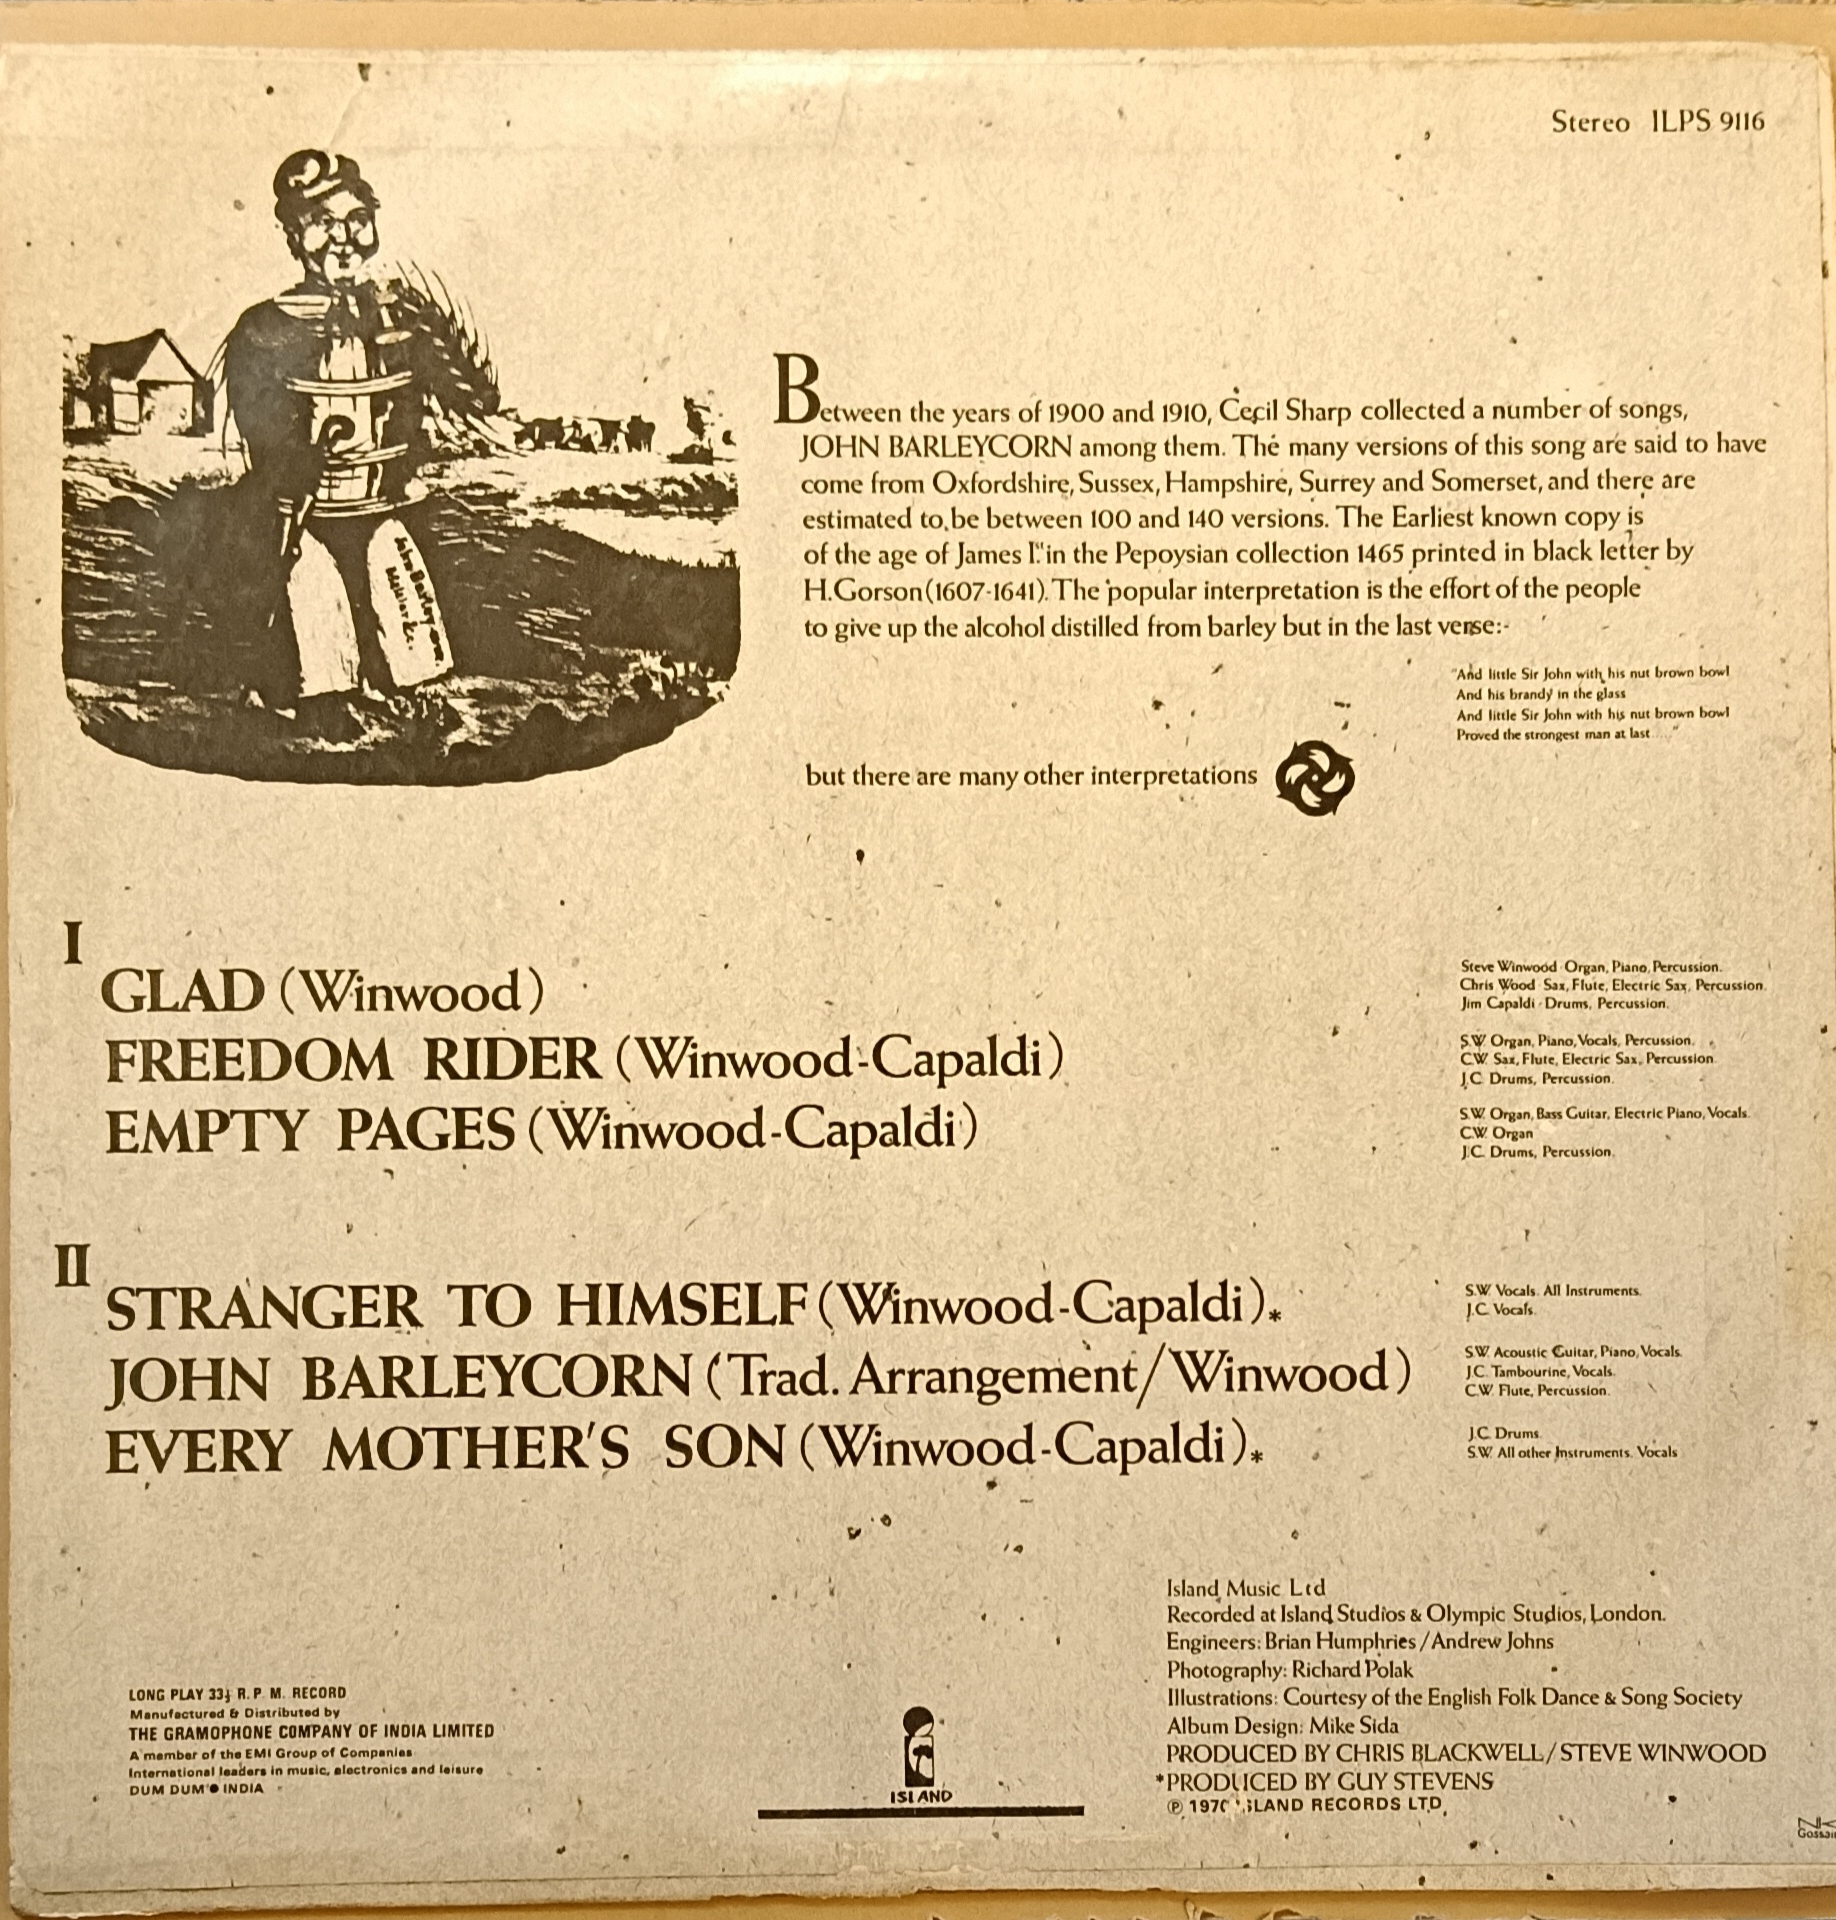 Stereo ILPS 9116
Between the years of 1900 and 1910, Cecil Sharp collected a number of songs,
JOHN BARLEYCORN among them. The many versions of this song are said to have
come from Oxfordshire, Sussex, Hampshire, Surrey and Somerset, and there are
estimated to be between 100 and 140 versions. The Earliest known copy is
of the age of James I." in the Pepoysian collection 1465 printed in black letter by
H.Gorson (1607-1641). The popular interpretation is the effort of the people
to give up the alcohol distilled from barley but in the last verse:-
"And little Sir John with his nut brown bowl
And his brandy in the glass
And little Sir John with his nut brown bowl
Proved the strongest man at last ....."
but there are many other interpretations
John Barleycorn
I
GLAD (Winwood)
Steve Winwood Organ, Piano, Percussion.
Chris Wood Sax, Flute, Electric Sax, Percussion.
Jim Capaldi Drums, Percussion.
FREEDOM RIDER (Winwood-Capaldi)
S.W. Organ, Piano, Vocals, Percussion.
C.W. Sax, Flute, Electric Sax, Percussion
J.C. Drums, Percussion.
EMPTY PAGES (Winwood-Capaldi)
S.W. Organ, Bass Guitar, Electric Piano, Vocals.
C.W. Organ
J.C. Drums, Percussion.
II
STRANGER TO HIMSELF (Winwood-Capaldi).*
S.W. Vocals. All Instruments.
J.C. Vocals.
JOHN BARLEYCORN (Trad. Arrangement/Winwood)
S.W. Acoustic Guitar, Piano, Vocals.
J.C. Tambourine, Vocals.
C.W. Flute, Percussion.
EVERY MOTHER'S SON (Winwood-Capaldi).*
J.C. Drums.
S.W. All other Instruments. Vocals
Island Music Ltd
Recorded at Island Studios & Olympic Studios, London.
Engineers: Brian Humphries / Andrew Johns
Photography: Richard Polak
Illustrations: Courtesy of the English Folk Dance & Song Society
Album Design: Mike Sida
PRODUCED BY CHRIS BLACKWELL/STEVE WINWOOD
*PRODUCED BY GUY STEVENS
℗ 1970 ISLAND RECORDS LTD.
LONG PLAY 33⅓ R. P. M. RECORD
Manufactured & Distributed by
THE GRAMOPHONE COMPANY OF INDIA LIMITED
A member of the EMI Group of Companies
International leaders in music, electronics and leisure
DUM DUM ● INDIA
ISLAND
NK